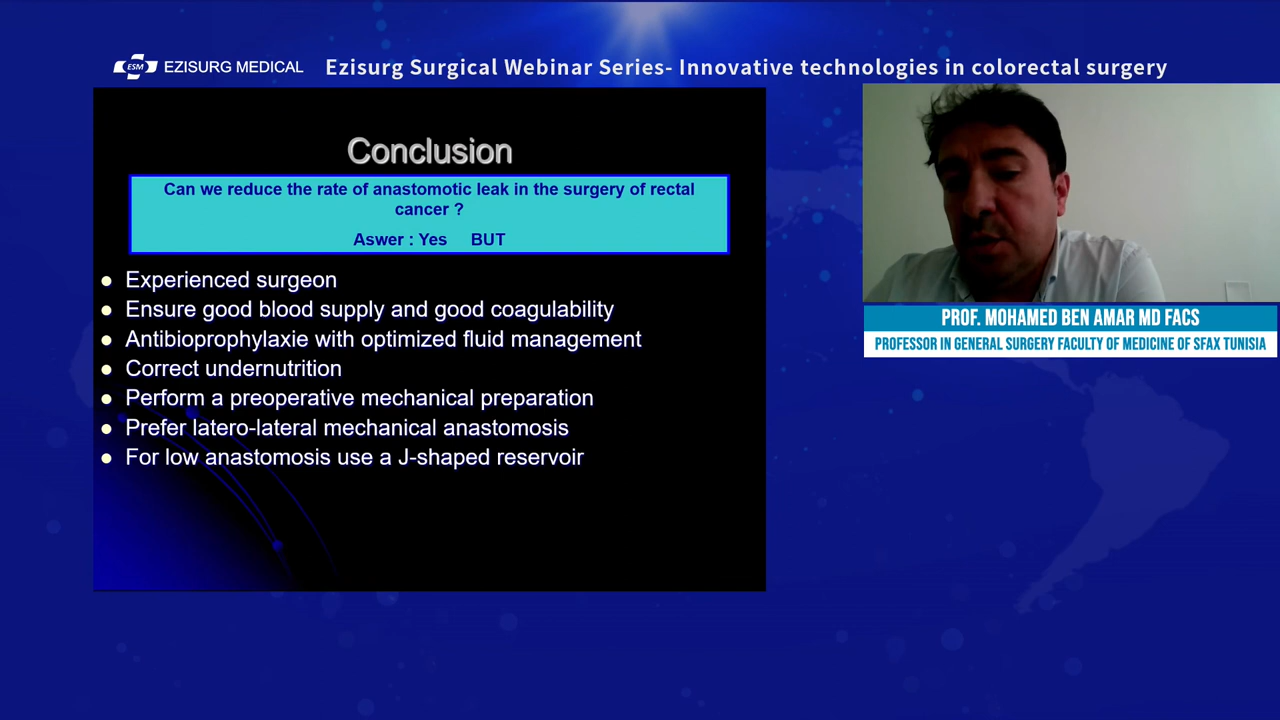 ESM EZISURG MEDICAL
Ezisurg Surgical Webinar Series- Innovative technologies in colorectal surgery
Conclusion
Can we reduce the rate of anastomotic leak in the surgery of rectal
cancer ?
Aswer : Yes BUT
● Experienced surgeon
● Ensure good blood supply and good coagulability
● Antibioprophylaxie with optimized fluid management
● Correct undernutrition
● Perform a preoperative mechanical preparation
● Prefer latero-lateral mechanical anastomosis
● For low anastomosis use a J-shaped reservoir
PROF. MOHAMED BEN AMAR MD FACS
PROFESSOR IN GENERAL SURGERY FACULTY OF MEDICINE OF SFAX TUNISIA